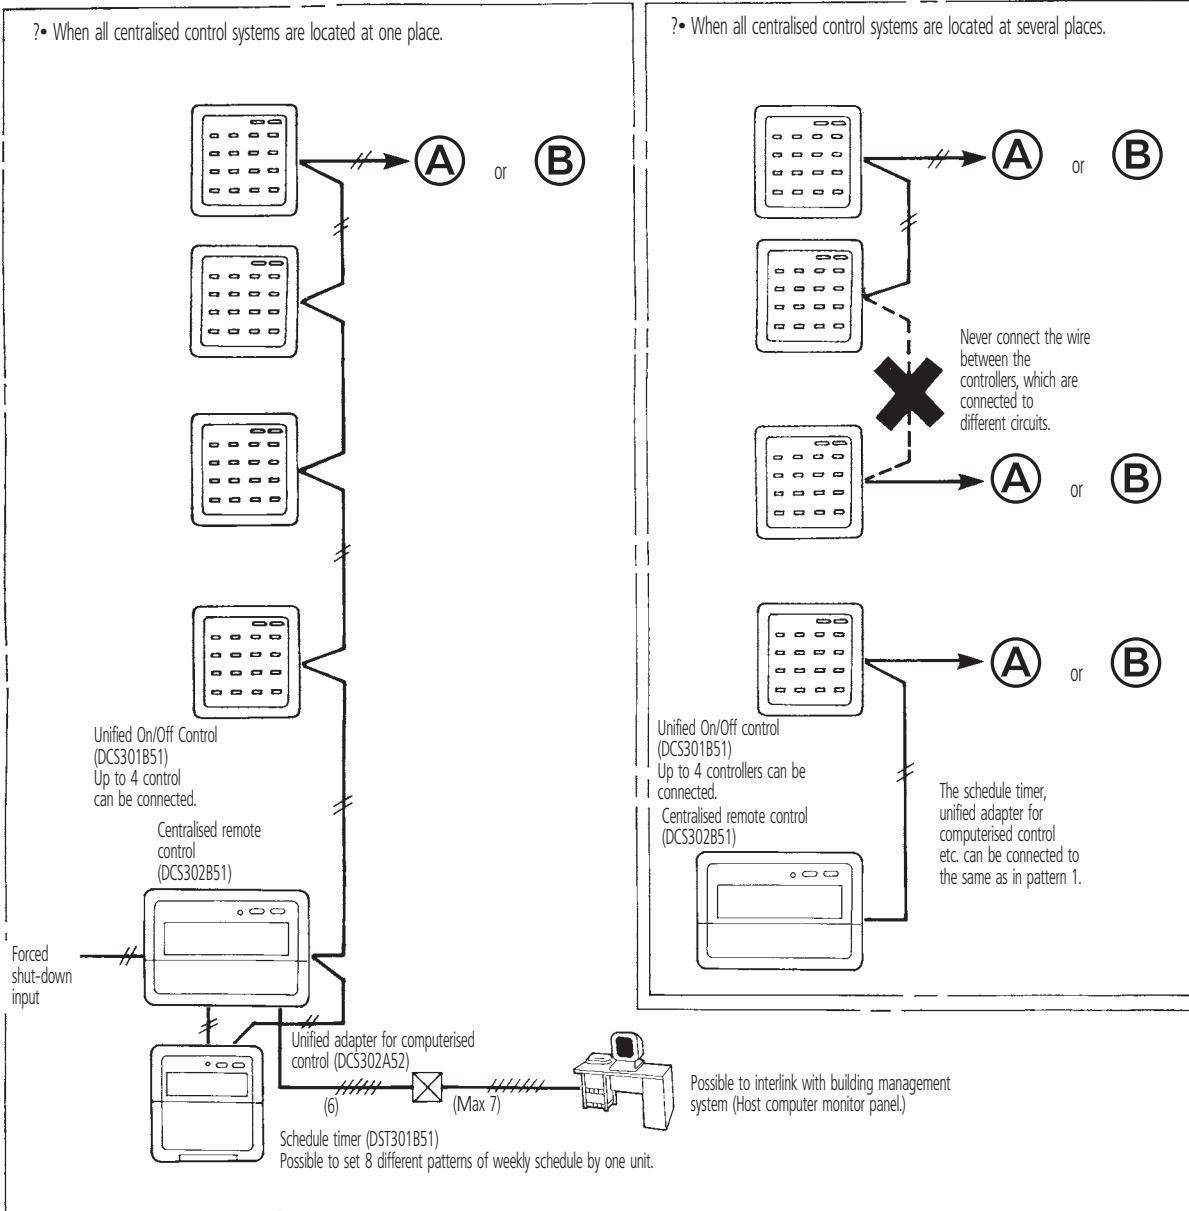 ?• When all centralised control systems are located at one place.
A or B
Unified On/Off Control
(DCS301B51)
Up to 4 control
can be connected.
Centralised remote
control
(DCS302B51)
Forced
shut-down
input
Unified adapter for computerised
control (DCS302A52)
(6)
(Max 7)
Possible to interlink with building management
system (Host computer monitor panel.)
Schedule timer (DST301B51)
Possible to set 8 different patterns of weekly schedule by one unit.
?• When all centralised control systems are located at several places.
A or B
Never connect the wire
between the
controllers, which are
connected to
different circuits.
A or B
A or B
Unified On/Off control
(DCS301B51)
Up to 4 controllers can be
connected.
Centralised remote control
(DCS302B51)
The schedule timer,
unified adapter for
computerised control
etc. can be connected to
the same as in pattern 1.